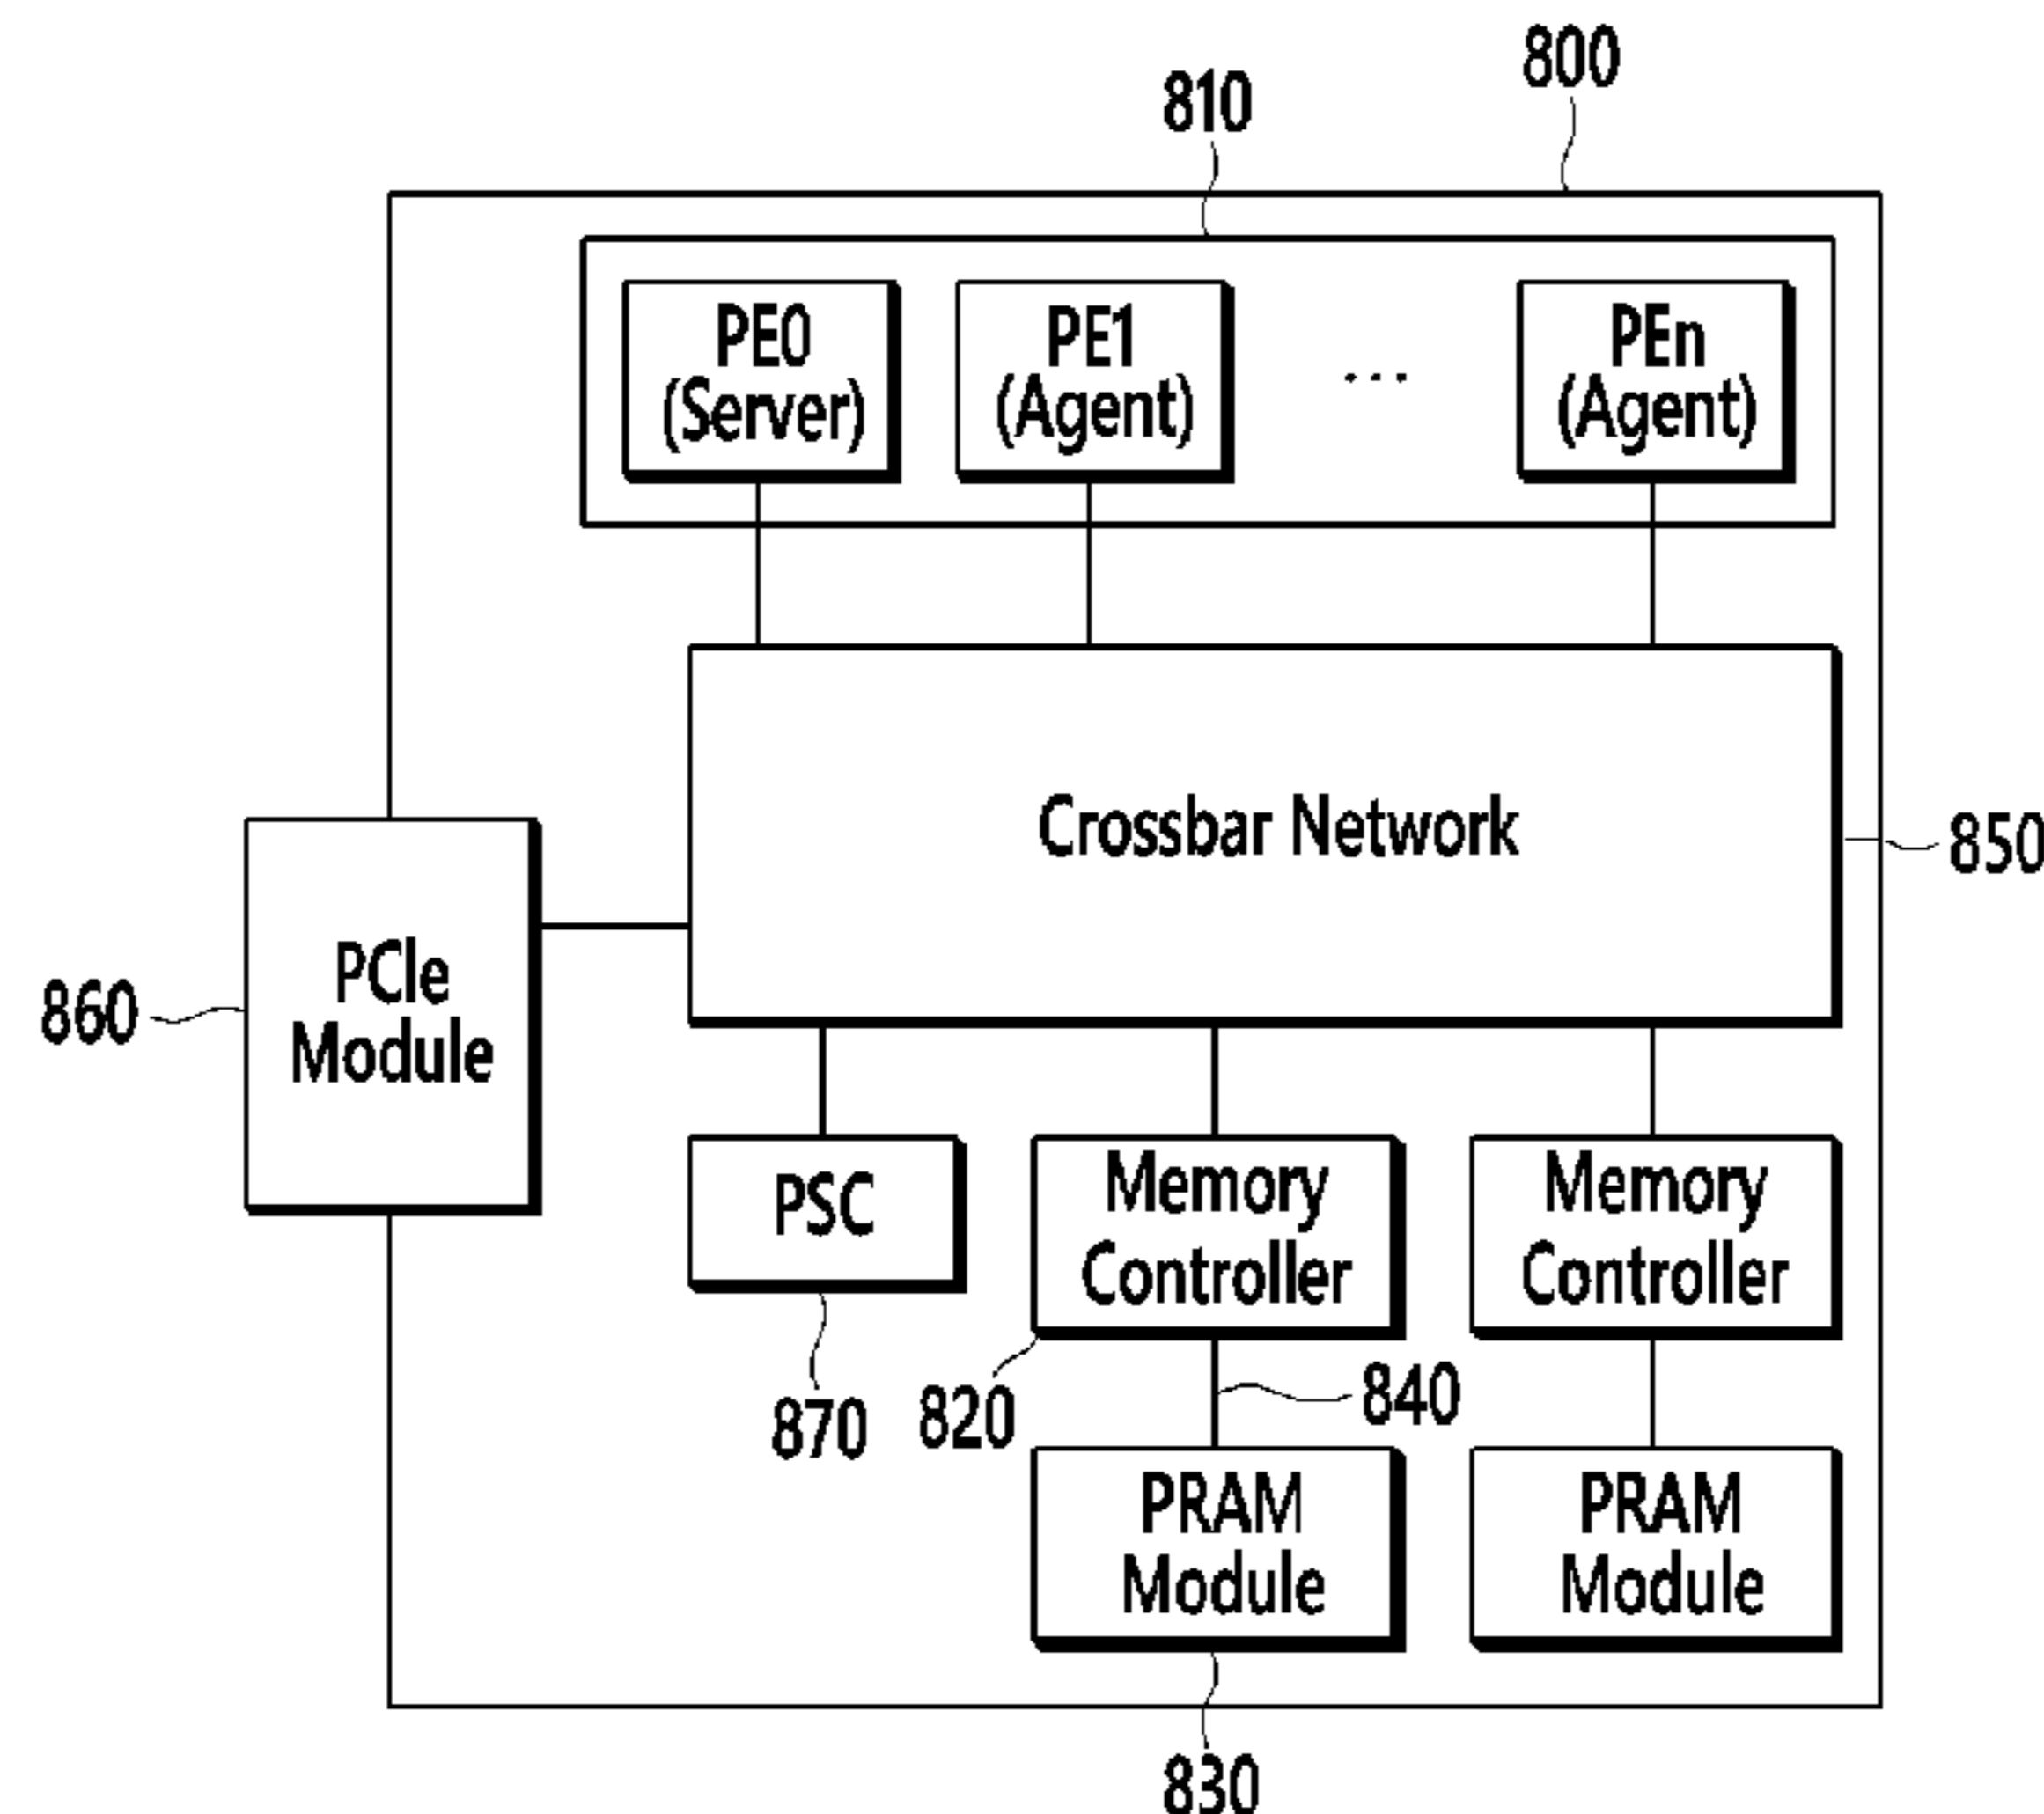 800
810
PE0
(Server)
PE1
(Agent)
...
PEn
(Agent)
Crossbar Network
850
PCIe
Module
860
PSC
870
Memory
Controller
820
Memory
Controller
840
PRAM
Module
PRAM
Module
830